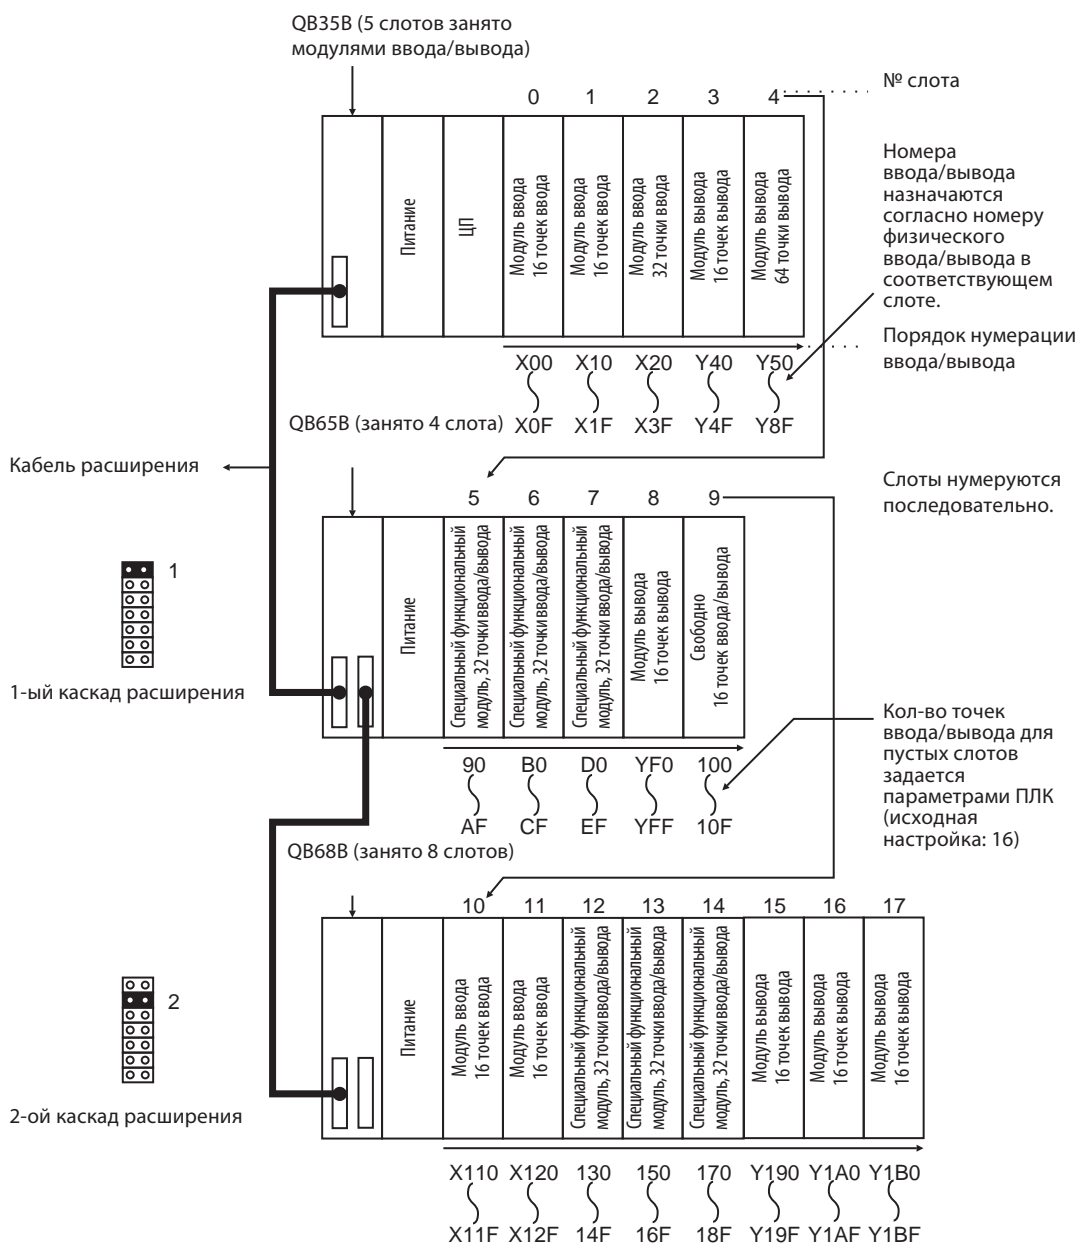 QB35B (5 слотов занято
модулями ввода/вывода)
0 1 2 3 4
№ слота
Питание
ЦП
Модуль ввода
16 точек ввода
Модуль ввода
16 точек ввода
Модуль ввода
32 точки ввода
Модуль вывода
16 точек вывода
Модуль вывода
64 точки вывода
Номера
ввода/вывода
назначаются
согласно номеру
физического
ввода/вывода в
соответствующем
слоте.
Порядок нумерации
ввода/вывода
X00 X10 X20 Y40 Y50
X0F X1F X3F Y4F Y8F
QB65B (занято 4 слота)
Кабель расширения
5 6 7 8 9
Слоты нумеруются
последовательно.
1
1-ый каскад расширения
Питание
Специальный функциональный
модуль, 32 точки ввода/вывода
Специальный функциональный
модуль, 32 точки ввода/вывода
Специальный функциональный
модуль, 32 точки ввода/вывода
Модуль вывода
16 точек вывода
Свободно
16 точек ввода/вывода
90 B0 D0 YF0 100
AF CF EF YFF 10F
Кол-во точек
ввода/вывода для
пустых слотов
задается
параметрами ПЛК
(исходная
настройка: 16)
QB68B (занято 8 слотов)
10 11 12 13 14 15 16 17
2
2-ой каскад расширения
Питание
Модуль ввода
16 точек ввода
Модуль ввода
16 точек ввода
Специальный функциональный
модуль, 32 точки ввода/вывода
Специальный функциональный
модуль, 32 точки ввода/вывода
Специальный функциональный
модуль, 32 точки ввода/вывода
Модуль вывода
16 точек вывода
Модуль вывода
16 точек вывода
Модуль вывода
16 точек вывода
X110 X120 130 150 170 Y190 Y1A0 Y1B0
X11F X12F 14F 16F 18F Y19F Y1AF Y1BF